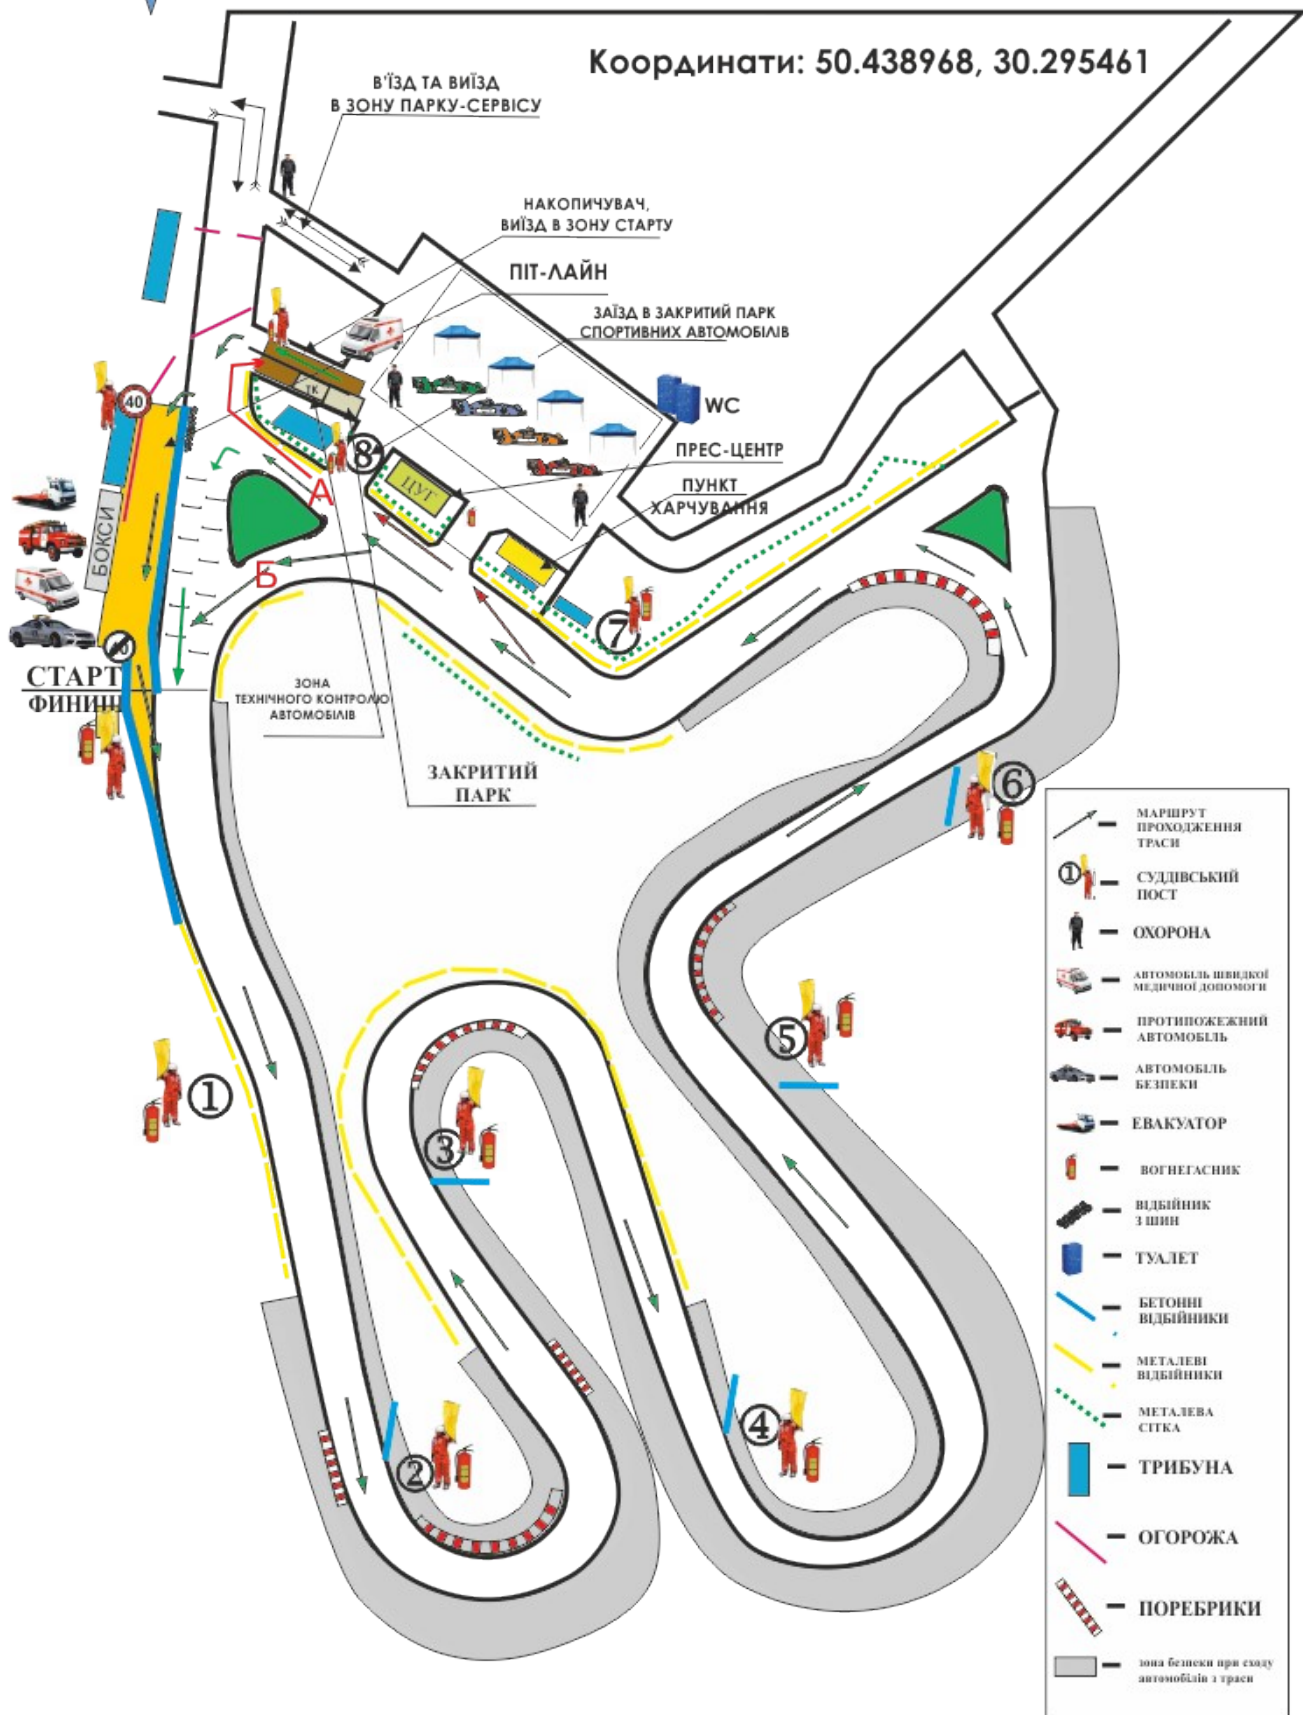 Координати: 50.438968, 30.295461
В'ЇЗД ТА ВИЇЗД
В ЗОНУ ПАРКУ-СЕРВІСУ
НАКОПИЧУВАЧ,
ВИЇЗД В ЗОНУ СТАРТУ
ПІТ-ЛАЙН
ЗАЇЗД В ЗАКРИТИЙ ПАРК
СПОРТИВНИХ АВТОМОБІЛІВ
ТК
40
WC
8
ПРЕС-ЦЕНТР
ЦУГ
ПУНКТ
ХАРЧУВАННЯ
А
БОКСИ
Б
7
СТАРТ
ФИНИШ
ЗОНА
ТЕХНІЧНОГО КОНТРОЛЮ
АВТОМОБІЛІВ
ЗАКРИТИЙ
ПАРК
6
5
1
3
4
2
МАРШРУТ
ПРОХОДЖЕННЯ
ТРАСИ
1
СУДДІВСЬКИЙ
ПОСТ
ОХОРОНА
АВТОМОБІЛЬ ШВИДКОЇ
МЕДИЧНОЇ ДОПОМОГИ
ПРОТИПОЖЕЖНИЙ
АВТОМОБІЛЬ
АВТОМОБІЛЬ
БЕЗПЕКИ
ЕВАКУАТОР
ВОГНЕГАСНИК
ВІДБІЙНИК
З ШИН
ТУАЛЕТ
БЕТОННІ
ВІДБІЙНИКИ
МЕТАЛЕВІ
ВІДБІЙНИКИ
МЕТАЛЕВА
СІТКА
ТРИБУНА
ОГОРОЖА
ПОРЕБРИКИ
зона безпеки при сходу
автомобілів з траси